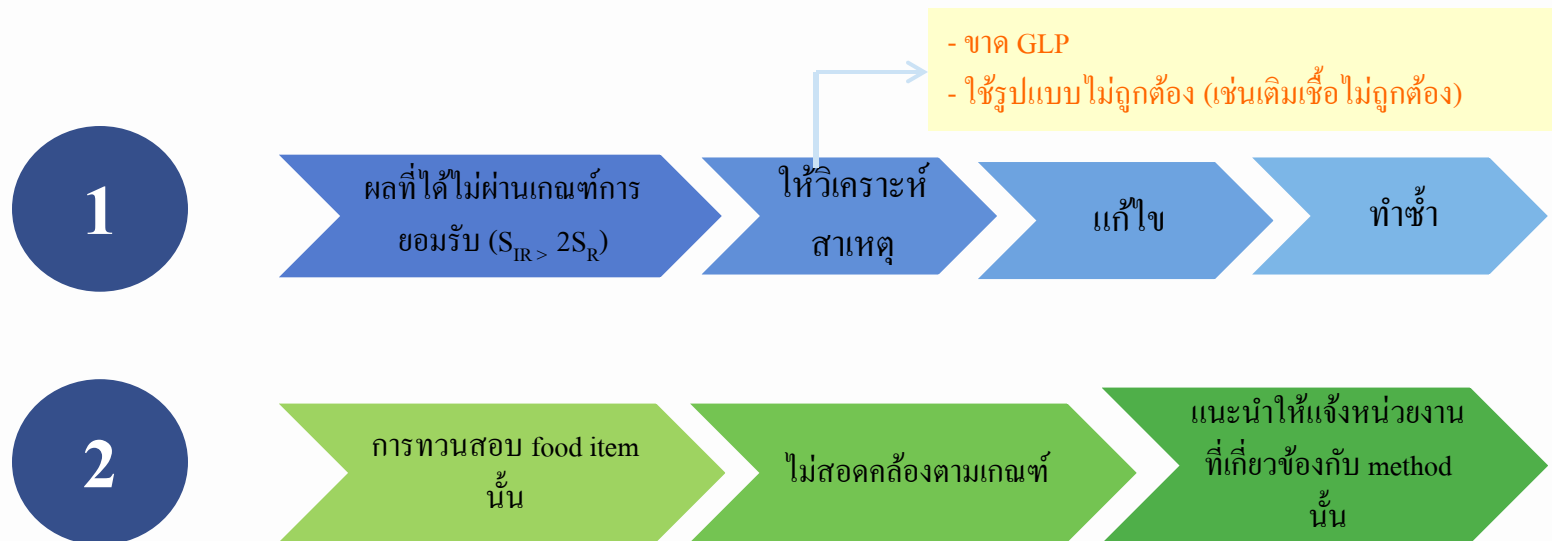 - ขาด GLP
- ใช้รูปแบบไม่ถูกต้อง (เช่นเติมเชื้อไม่ถูกต้อง)
1
ผลที่ได้ไม่ผ่านเกณฑ์การ
ยอมรับ (S_IR > 2S_R)
ให้วิเคราะห์
สาเหตุ
แก้ไข
ทำซ้ำ
2
การทวนสอบ food item
นั้น
ไม่สอดคล้องตามเกณฑ์
แนะนำให้แจ้งหน่วยงาน
ที่เกี่ยวข้องกับ method
นั้น